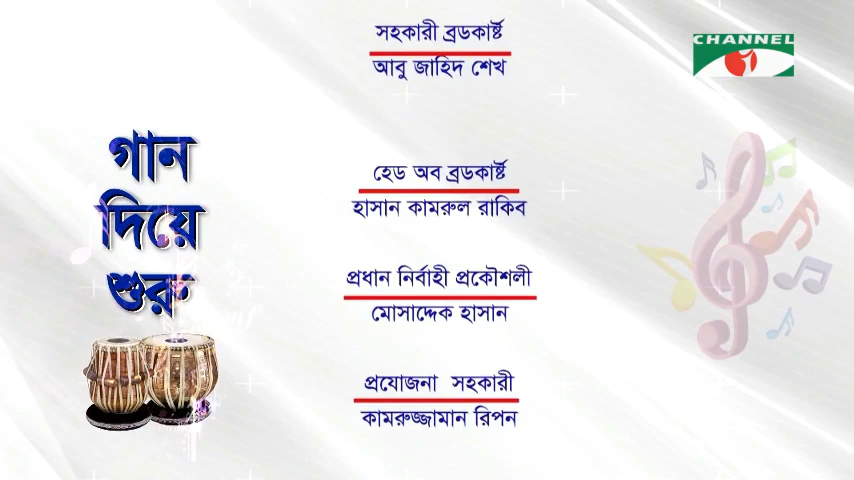 সহকারী ব্রডকার্ষ্ট
আবু জাহিদ শেখ
CHANNEL
i
গান
দিয়ে
শুরু
হেড অব ব্রডকার্ষ্ট
হাসান কামরুল রাকিব
প্রধান নির্বাহী প্রকৌশলী
মোসাদ্দেক হাসান
প্রযোজনা সহকারী
কামরুজ্জামান রিপন